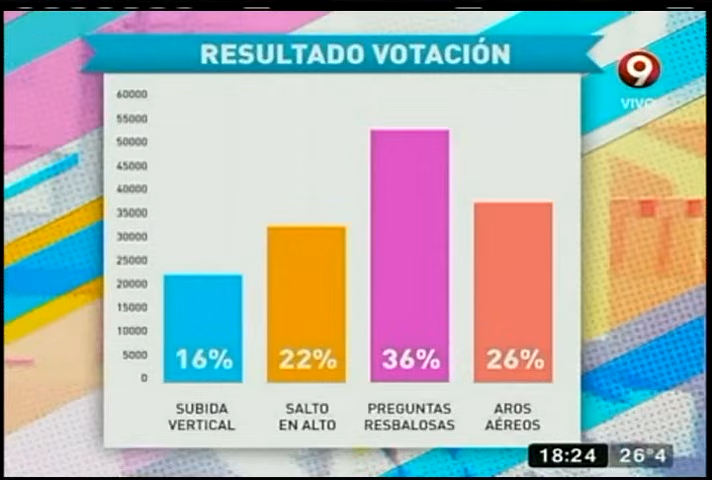 RESULTADO VOTACIÓN
9
VIVO
60000
55000
50000
45000
40000
35000
30000
25000
20000
15000
10000
5000
0
16%
22%
36%
26%
SUBIDA
VERTICAL
SALTO
EN ALTO
PREGUNTAS
RESBALOSAS
AROS
AÉREOS
18:24
26°4